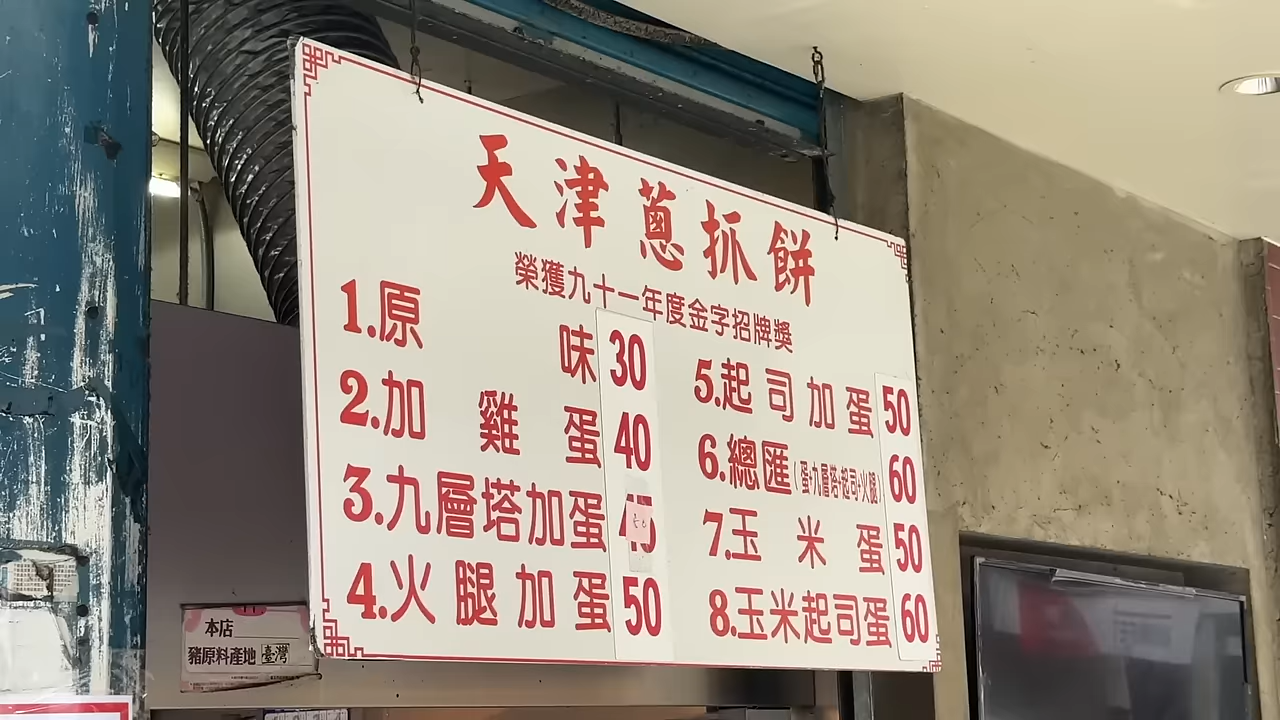 天津蔥抓餅
榮獲九十一年度金字招牌獎
1.原味 30
2.加雞蛋 40
3.九層塔加蛋 50
4.火腿加蛋 50
5.起司加蛋 50
6.總匯(蛋+九層塔+起司+火腿) 60
7.玉米蛋 50
8.玉米起司蛋 60
本店
豬原料產地 臺灣